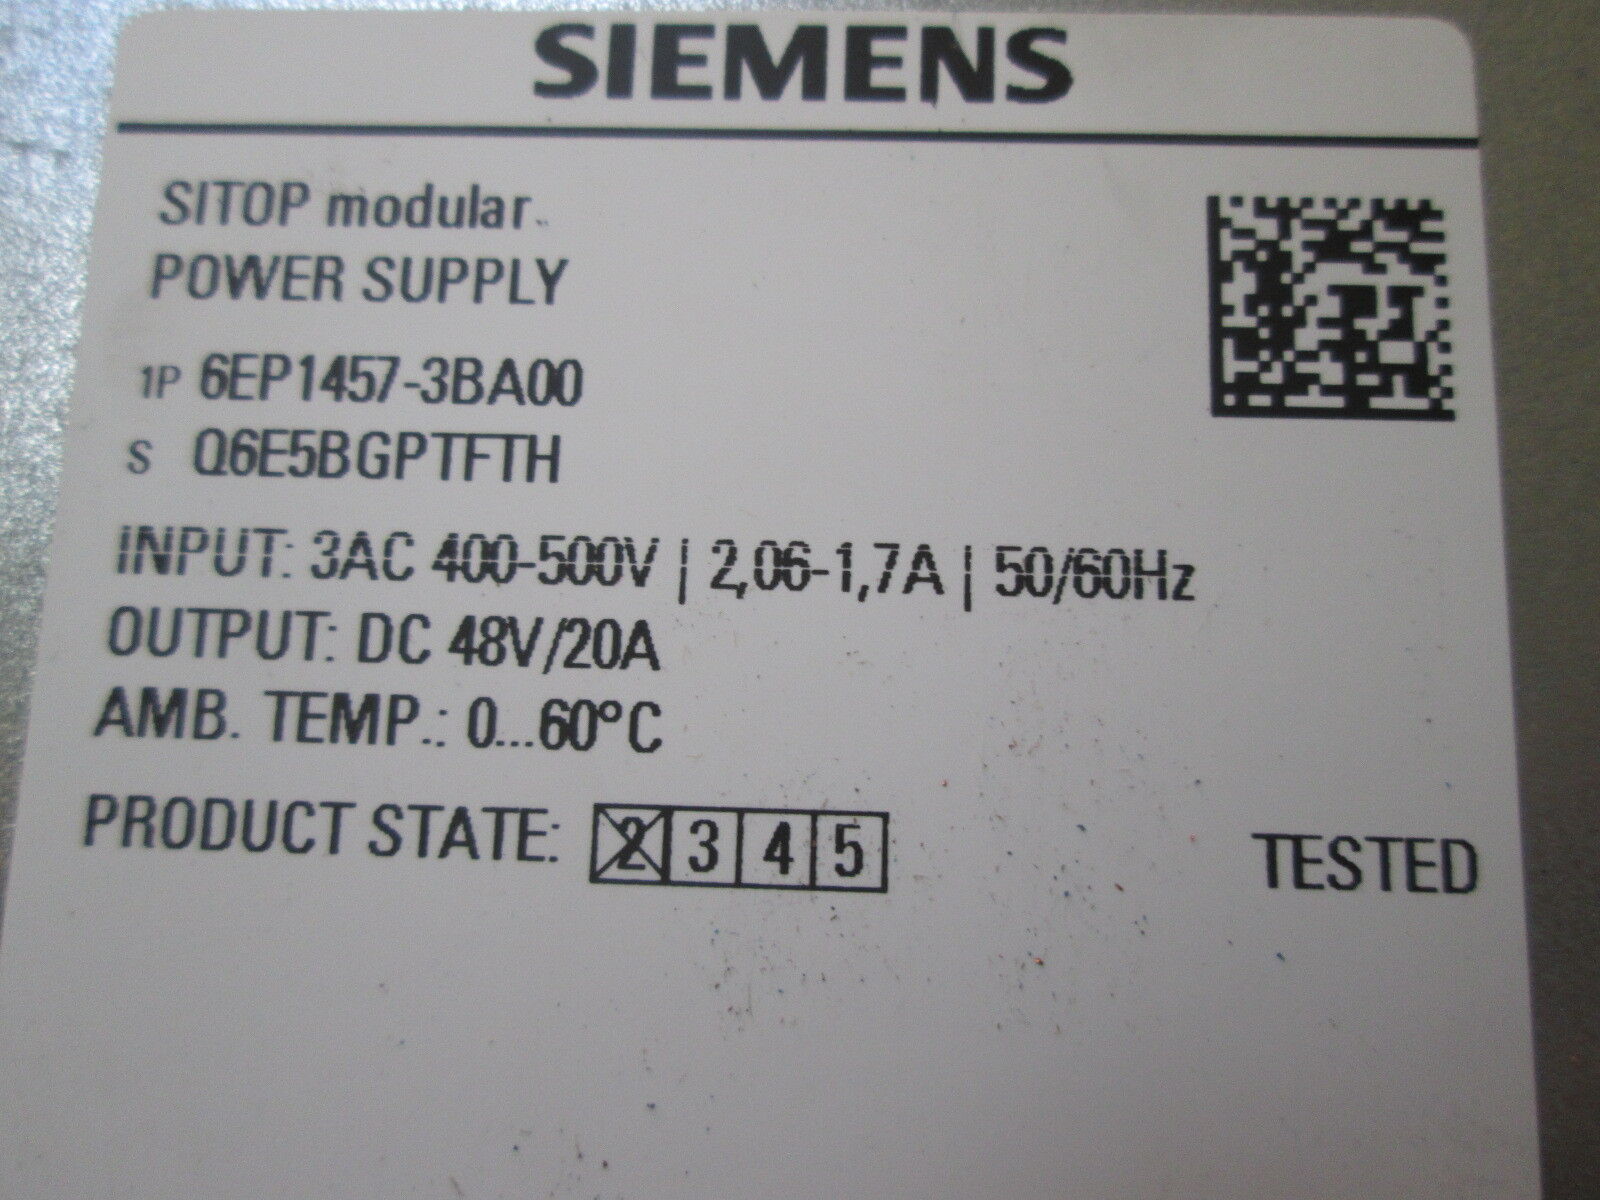 SIEMENS
SITOP modular
POWER SUPPLY
1P 6EP1457-3BA00
S Q6E5BGPTFTH
INPUT: 3AC 400-500V | 2,06-1,7A | 50/60Hz
OUTPUT: DC 48V/20A
AMB. TEMP.: 0...60°C
PRODUCT STATE: 2 3 4 5 TESTED